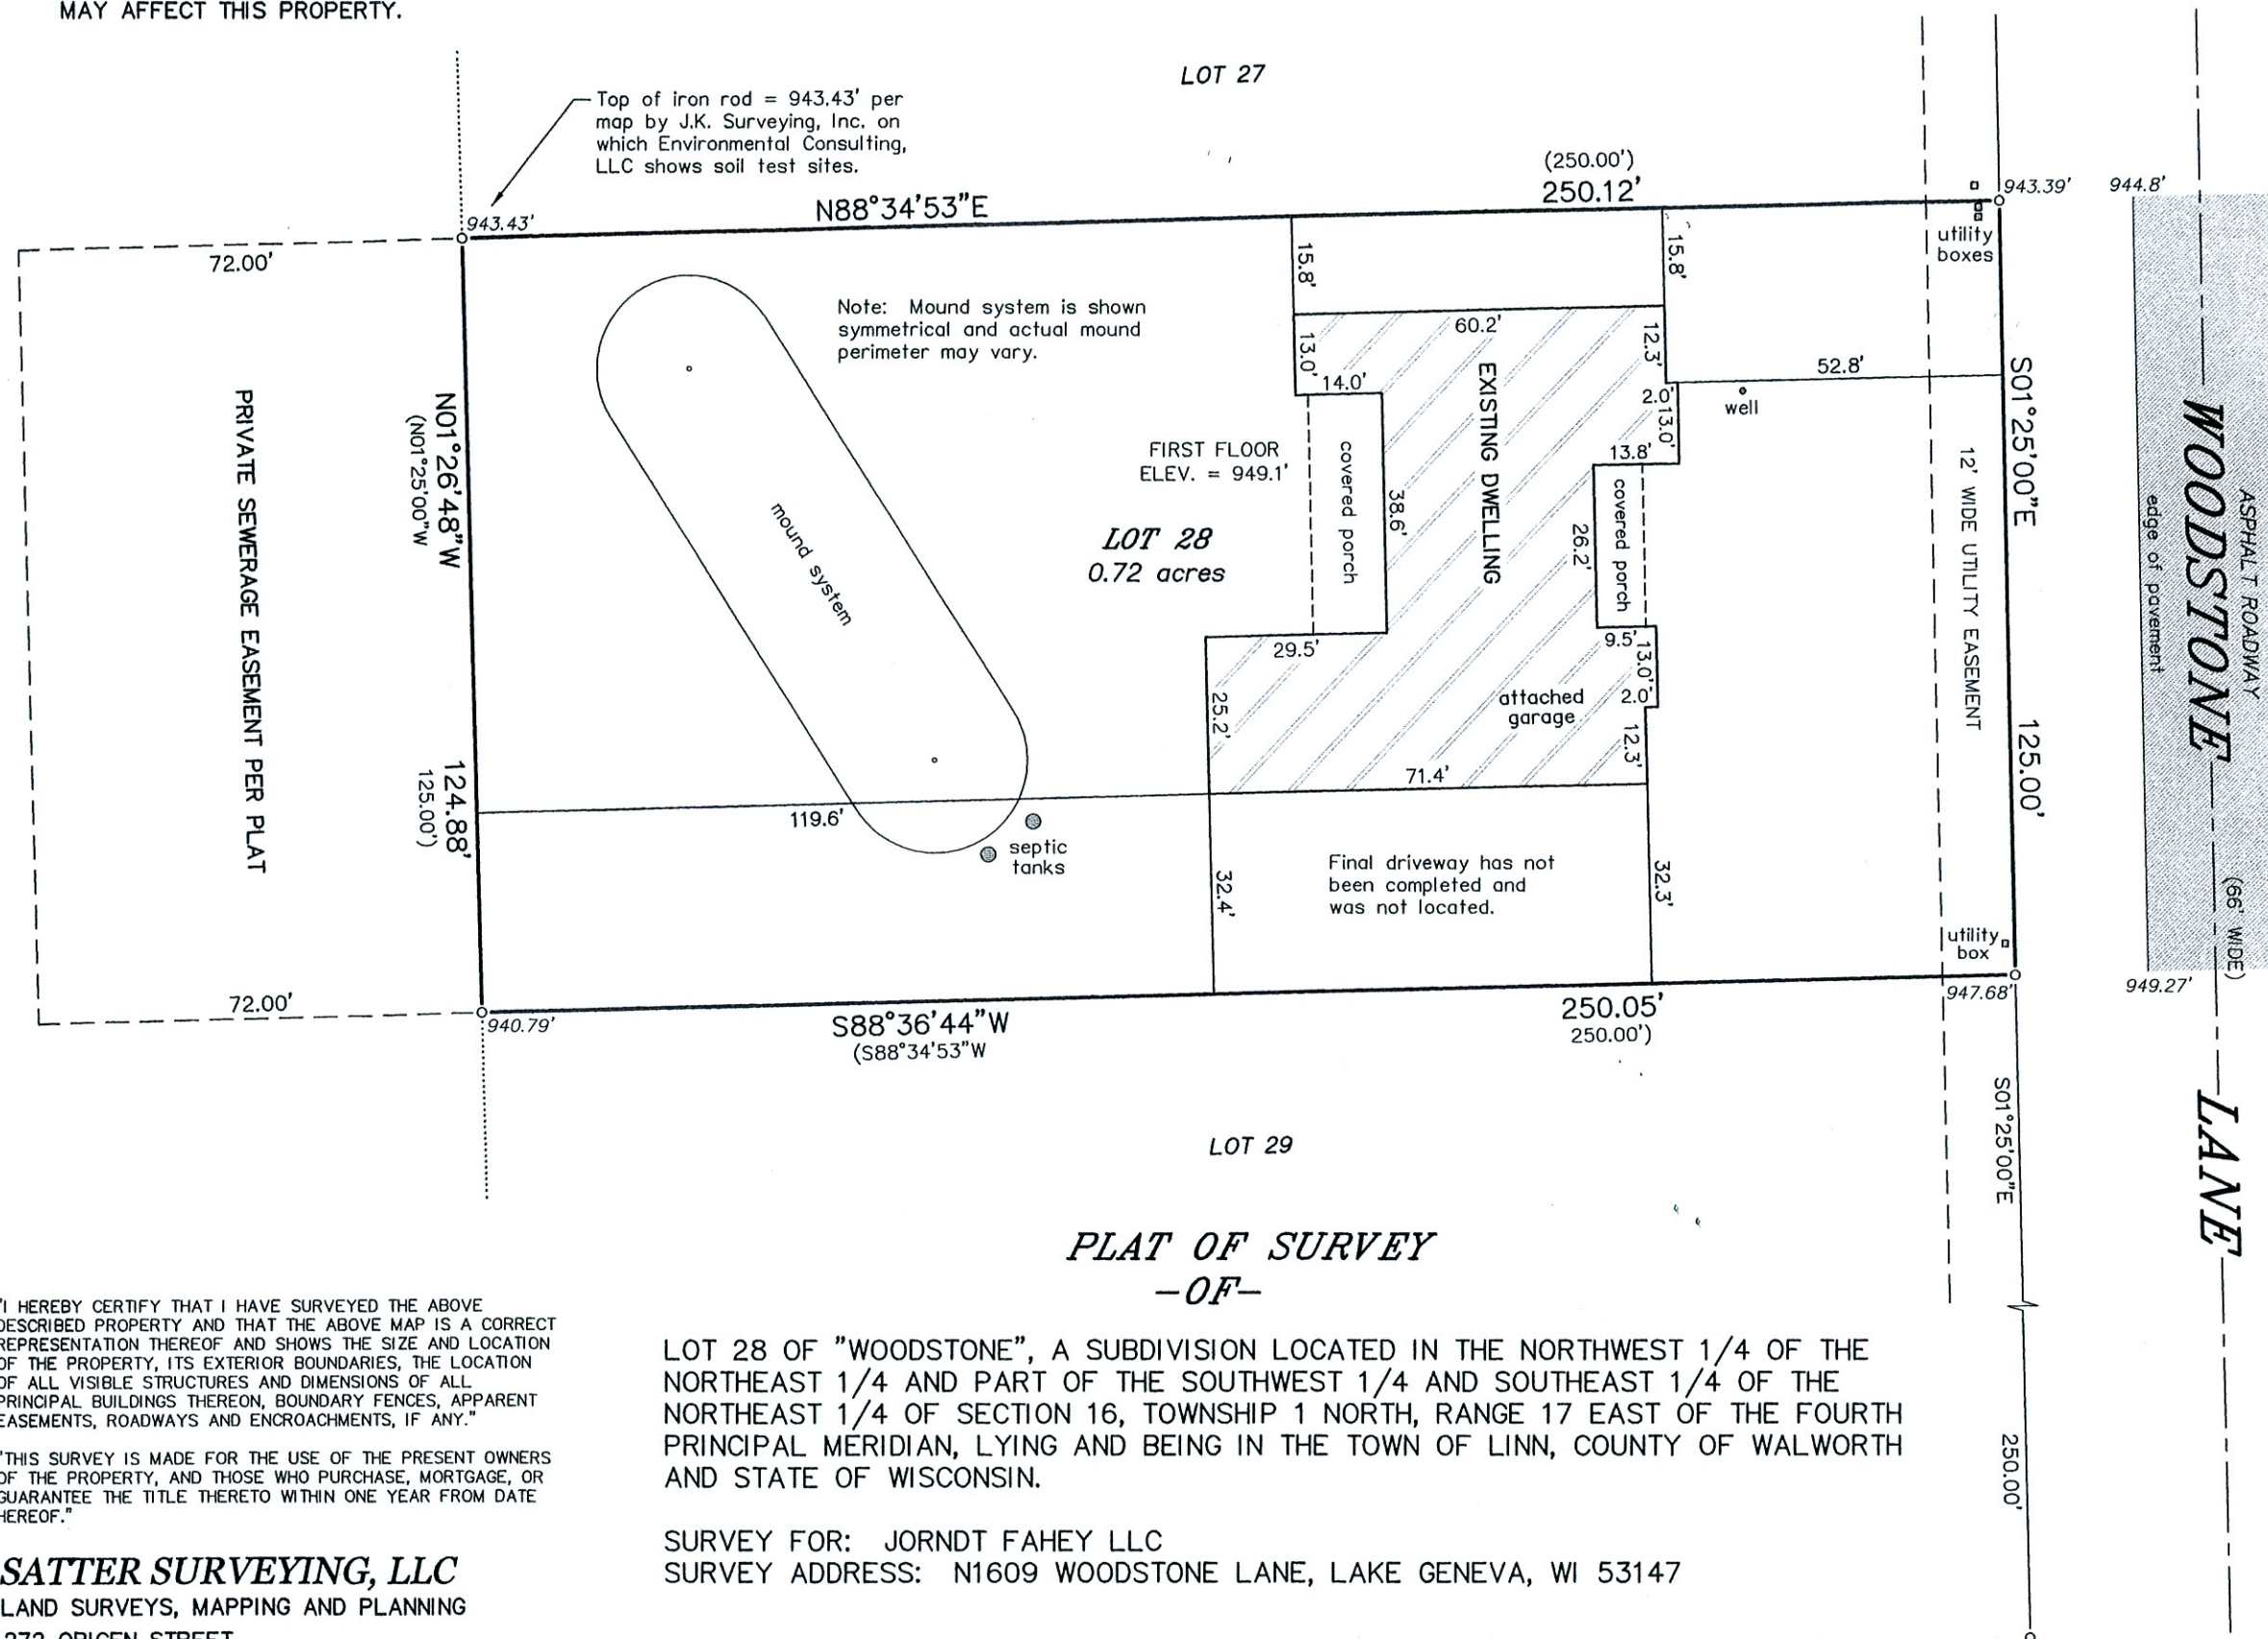 MAY AFFECT THIS PROPERTY.
LOT 27
Top of iron rod = 943.43' per
map by J.K. Surveying, Inc. on
which Environmental Consulting,
LLC shows soil test sites.
(250.00')
250.12'
N88°34'53"E
943.43'
943.39'
944.8'
utility
boxes
72.00'
15.8'
15.8'
Note: Mound system is shown
symmetrical and actual mound
perimeter may vary.
60.2'
13.0'
12.3'
14.0'
2.0'
13.0'
52.8'
well
13.8'
EXISTING DWELLING
FIRST FLOOR
ELEV. = 949.1'
covered porch
38.6'
26.2'
covered porch
LOT 28
0.72 acres
mound system
PRIVATE SEWERAGE EASEMENT PER PLAT
N01°26'48"W
(N01°25'00"W
124.88'
125.00')
S01°25'00"E
125.00'
12' WIDE UTILITY EASEMENT
edge of pavement
ASPHALT ROADWAY
WOODSTONE LANE
(66' WIDE)
29.5'
9.5'
13.0'
2.0'
25.2'
attached
garage
12.3'
71.4'
119.6'
septic
tanks
32.4'
Final driveway has not
been completed and
was not located.
32.3'
utility
box
72.00'
940.79'
S88°36'44"W
(S88°34'53"W
250.05'
250.00')
947.68'
949.27'
S01°25'00"E
250.00'
LOT 29
PLAT OF SURVEY
-OF-
LOT 28 OF "WOODSTONE", A SUBDIVISION LOCATED IN THE NORTHWEST 1/4 OF THE
NORTHEAST 1/4 AND PART OF THE SOUTHWEST 1/4 AND SOUTHEAST 1/4 OF THE
NORTHEAST 1/4 OF SECTION 16, TOWNSHIP 1 NORTH, RANGE 17 EAST OF THE FOURTH
PRINCIPAL MERIDIAN, LYING AND BEING IN THE TOWN OF LINN, COUNTY OF WALWORTH
AND STATE OF WISCONSIN.
SURVEY FOR: JORNDT FAHEY LLC
SURVEY ADDRESS: N1609 WOODSTONE LANE, LAKE GENEVA, WI 53147
"I HEREBY CERTIFY THAT I HAVE SURVEYED THE ABOVE
DESCRIBED PROPERTY AND THAT THE ABOVE MAP IS A CORRECT
REPRESENTATION THEREOF AND SHOWS THE SIZE AND LOCATION
OF THE PROPERTY, ITS EXTERIOR BOUNDARIES, THE LOCATION
OF ALL VISIBLE STRUCTURES AND DIMENSIONS OF ALL
PRINCIPAL BUILDINGS THEREON, BOUNDARY FENCES, APPARENT
EASEMENTS, ROADWAYS AND ENCROACHMENTS, IF ANY."
"THIS SURVEY IS MADE FOR THE USE OF THE PRESENT OWNERS
OF THE PROPERTY, AND THOSE WHO PURCHASE, MORTGAGE, OR
GUARANTEE THE TITLE THERETO WITHIN ONE YEAR FROM DATE
HEREOF."
SATTER SURVEYING, LLC
LAND SURVEYS, MAPPING AND PLANNING